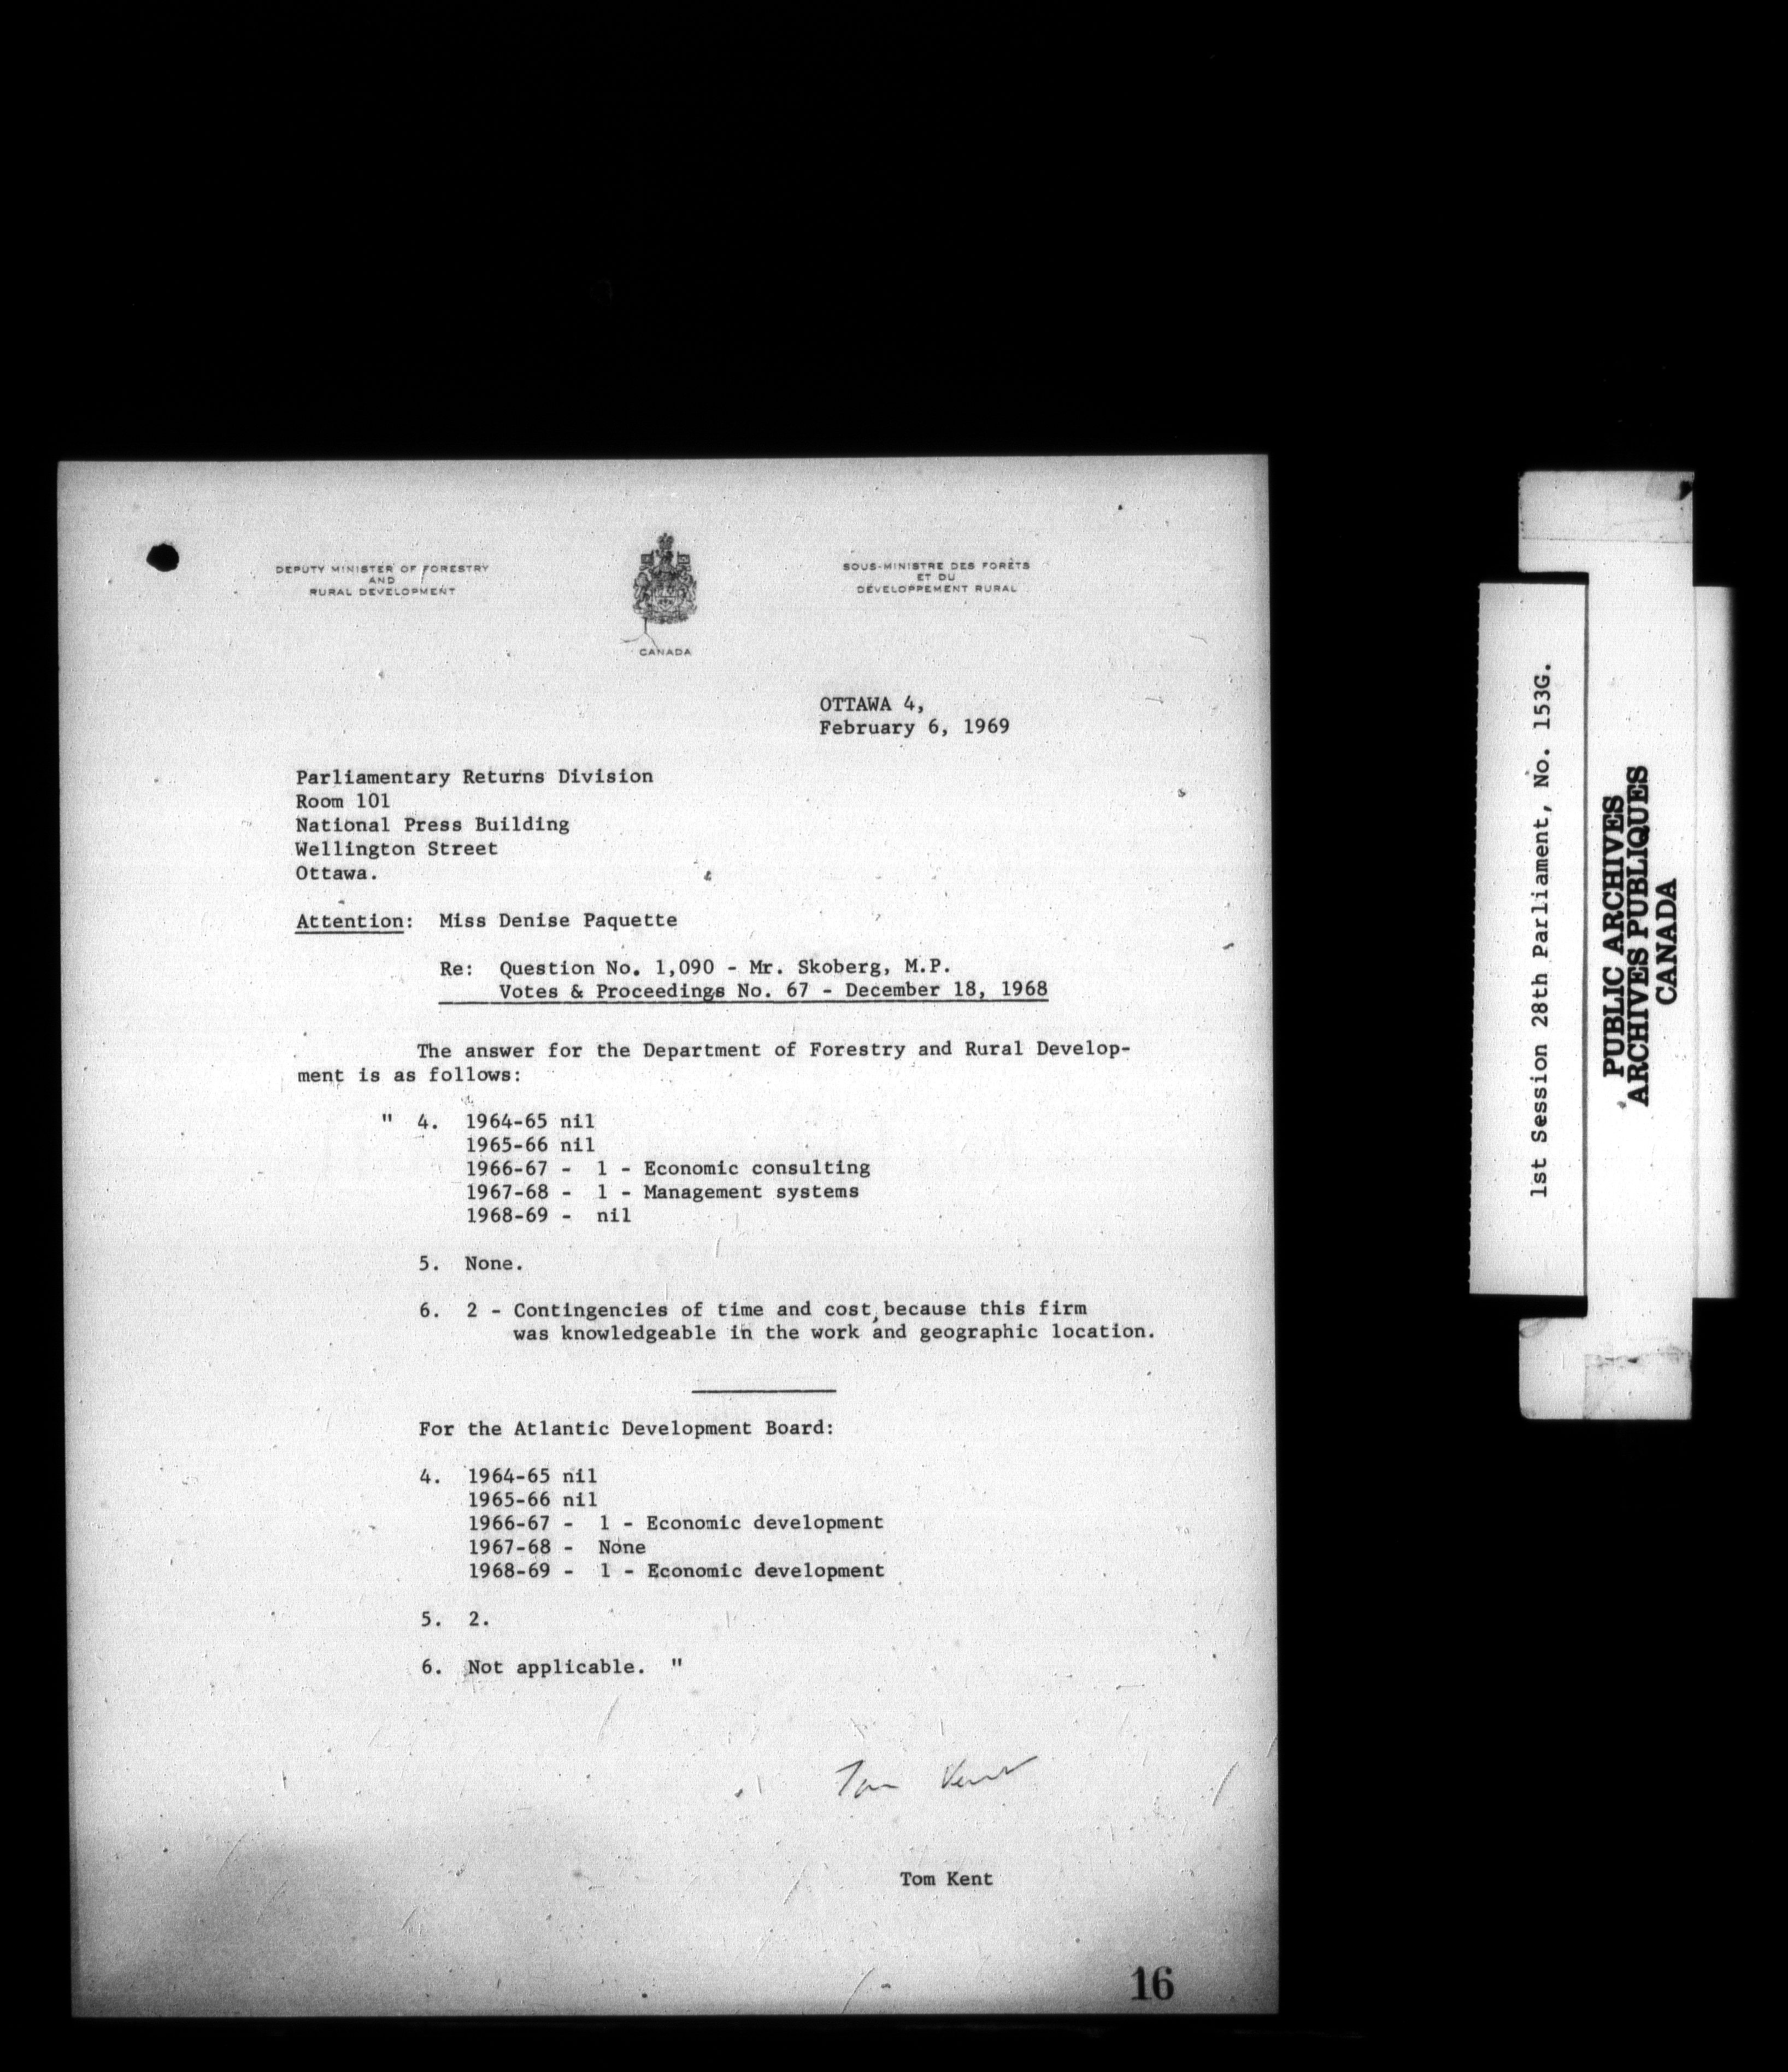 DEPUTY MINISTER OF FORESTRY
AND
RURAL DEVELOPMENT
SOUS-MINISTRE DES FORÊTS
ET DU
DÉVELOPPEMENT RURAL
CANADA
OTTAWA 4,
February 6, 1969
Parliamentary Returns Division
Room 101
National Press Building
Wellington Street
Ottawa.
Attention: Miss Denise Paquette
Re: Question No. 1,090 - Mr. Skoberg, M.P.
Votes & Proceedings No. 67 - December 18, 1968
The answer for the Department of Forestry and Rural Develop-
ment is as follows:
" 4. 1964-65 nil
1965-66 nil
1966-67 - 1 - Economic consulting
1967-68 - 1 - Management systems
1968-69 - nil
5. None.
6. 2 - Contingencies of time and cost, because this firm
was knowledgeable in the work and geographic location.
For the Atlantic Development Board:
4. 1964-65 nil
1965-66 nil
1966-67 - 1 - Economic development
1967-68 - None
1968-69 - 1 - Economic development
5. 2.
6. Not applicable. "
Tom Kent
Tom Kent
16
1st Session 28th Parliament, No. 153G.
PUBLIC ARCHIVES
ARCHIVES PUBLIQUES
CANADA